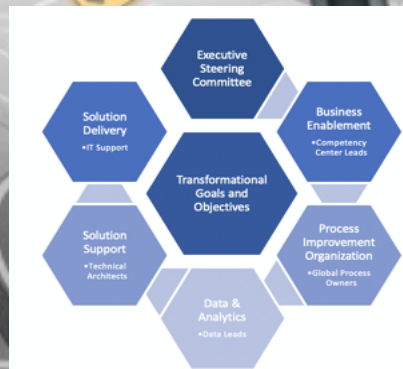 Executive
Steering
Committee
Business
Enablement
•Competency
Center Leads
Process
Improvement
Organization
•Global Process
Owners
Data &
Analytics
•Data Leads
Solution
Support
•Technical
Architects
Solution
Delivery
•IT Support
Transformational
Goals and
Objectives